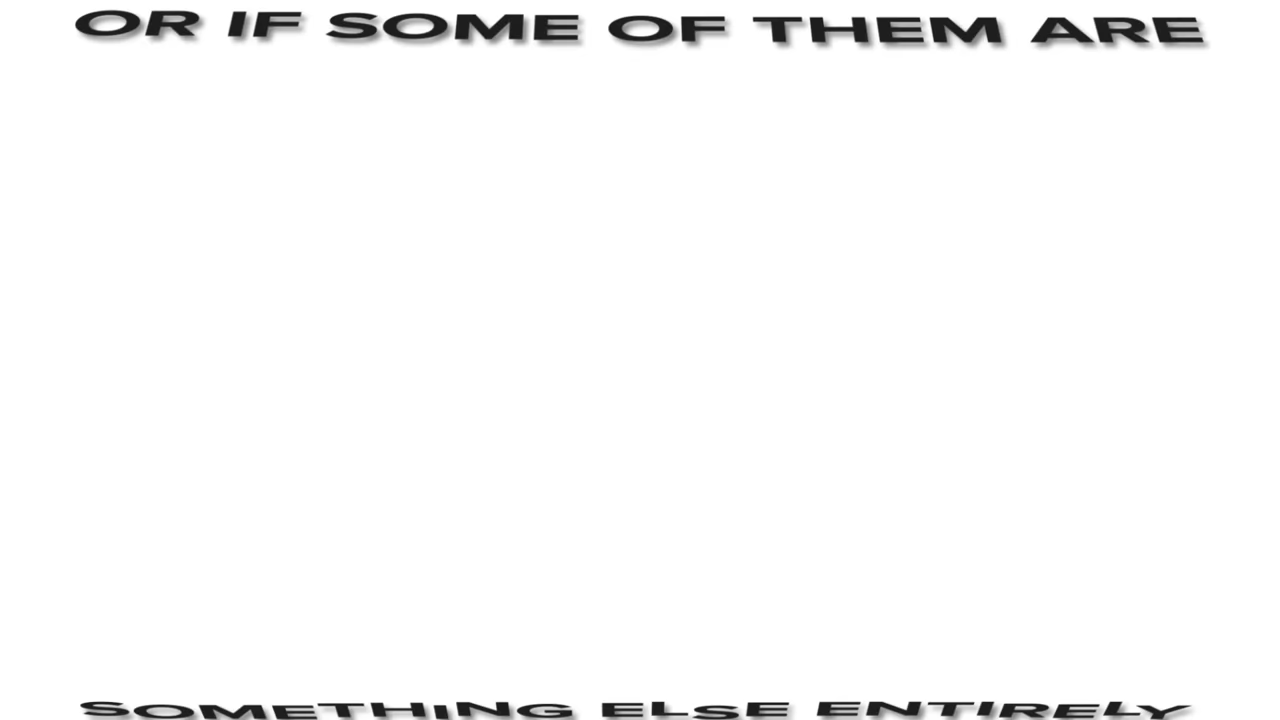 OR IF SOME OF THEM ARE
SOMETHING ELSE ENTIRELY